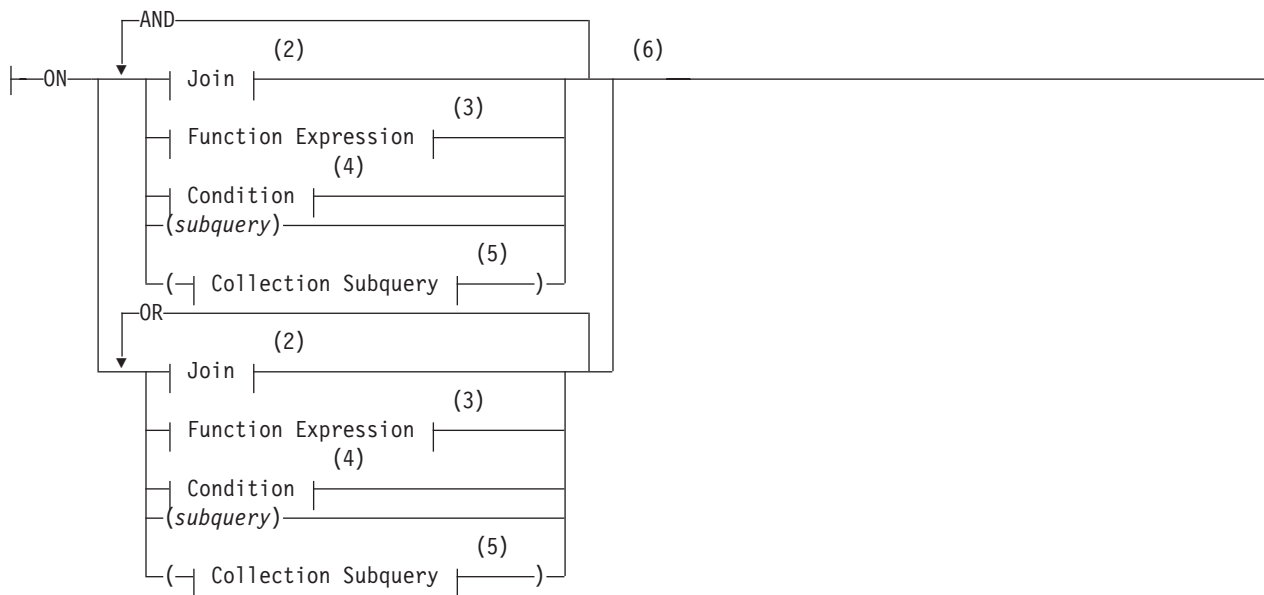 AND
(2) (6)
ON Join
(3)
Function Expression
(4)
Condition
(subquery)
(5)
( Collection Subquery )
OR
(2)
Join
(3)
Function Expression
(4)
Condition
(subquery)
(5)
( Collection Subquery )